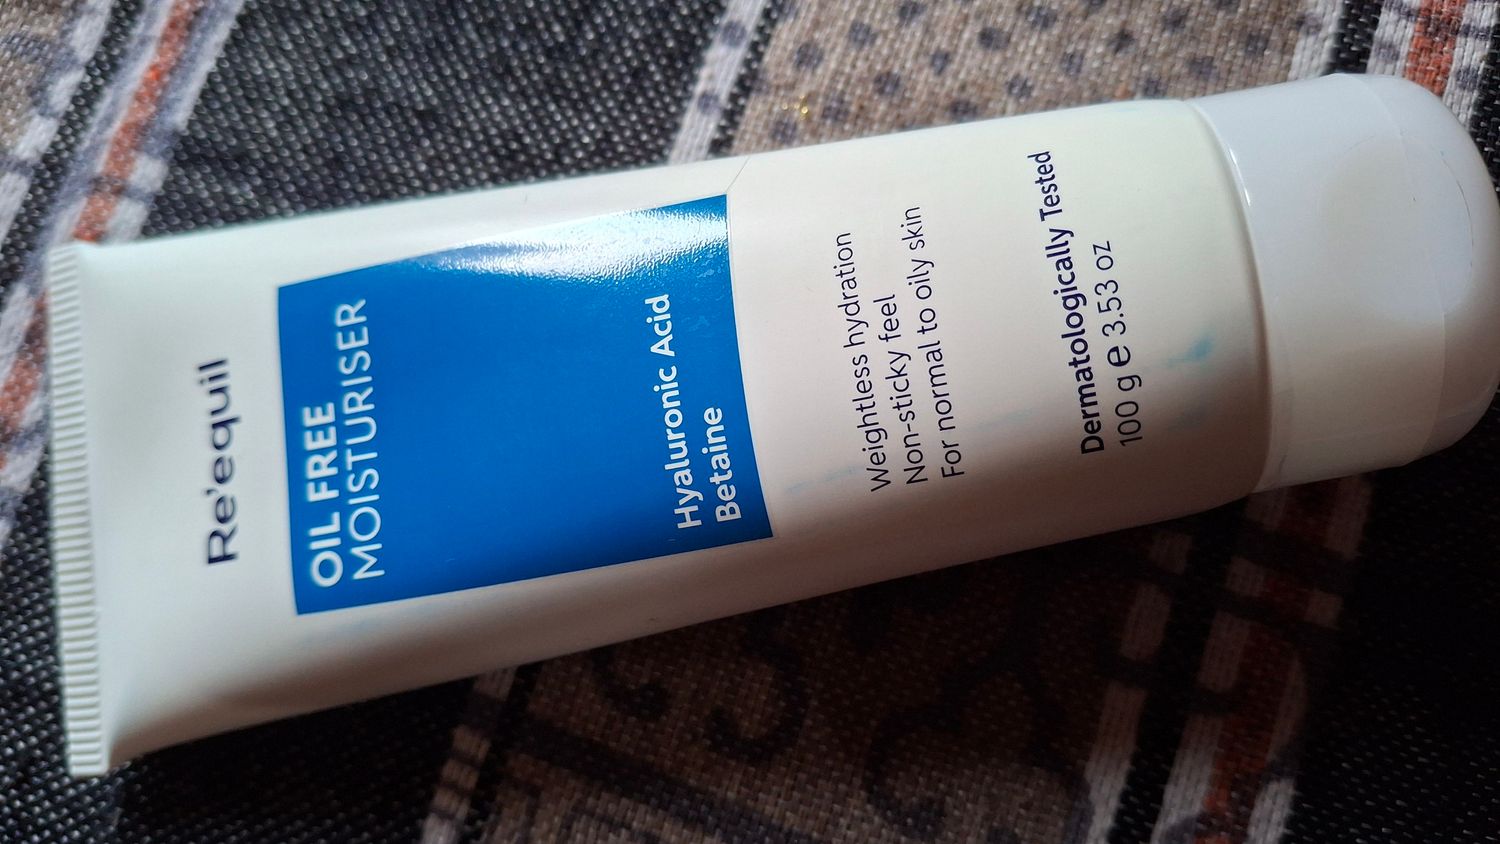 Re'equil
OIL FREE
MOISTURISER
Hyaluronic Acid
Betaine
Weightless hydration
Non-sticky feel
For normal to oily skin
Dermatologically Tested
100 g ℮ 3.53 oz